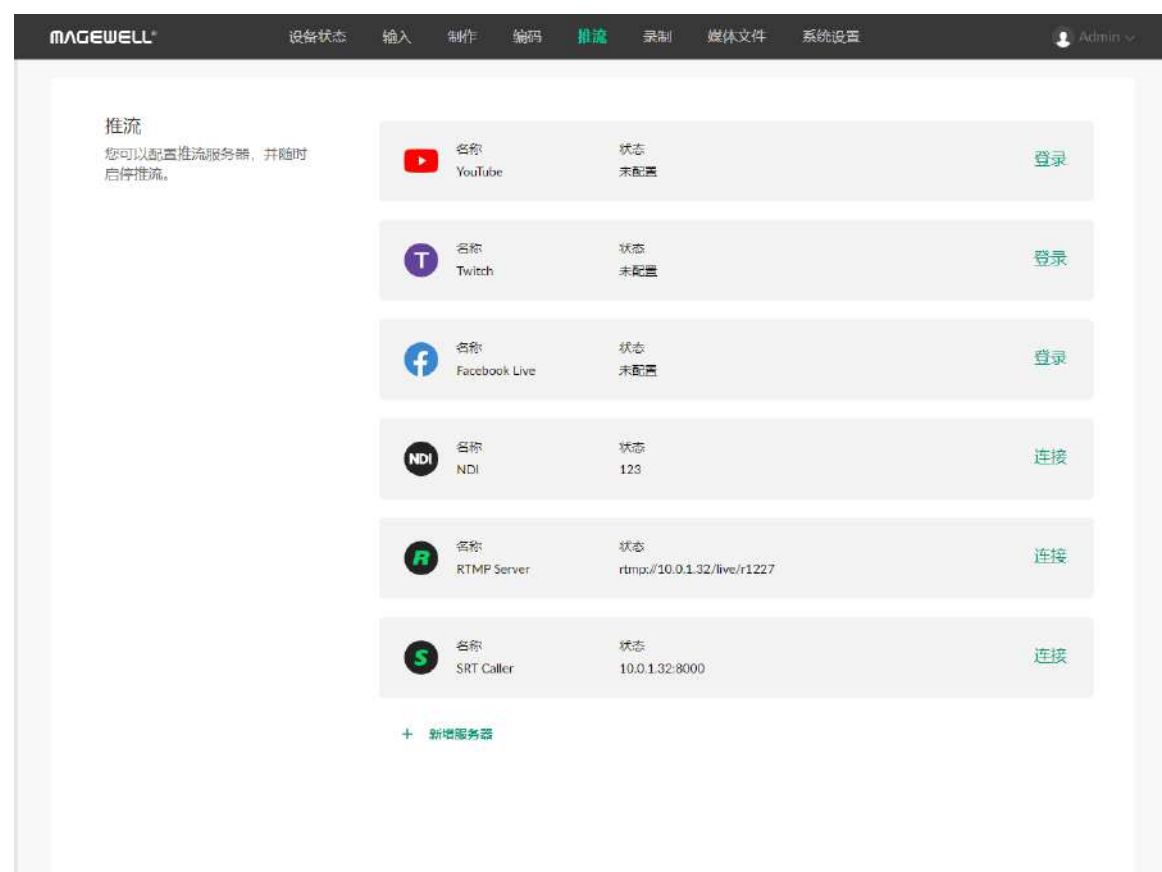 MAGEWELL
设备状态 输入 制作 编码 推流 录制 媒体文件 系统设置 Admin
推流
您可以配置推流服务器，并随时
启停推流。
名称 状态
YouTube 未配置
登录
T
名称 状态
Twitch 未配置
登录
f
名称 状态
Facebook Live 未配置
登录
NDI
名称 状态
NDI 123
连接
R
名称 状态
RTMP Server rtmp://10.0.1.32/live/r1227
连接
S
名称 状态
SRT Caller 10.0.1.32:8000
连接
+ 新增服务器